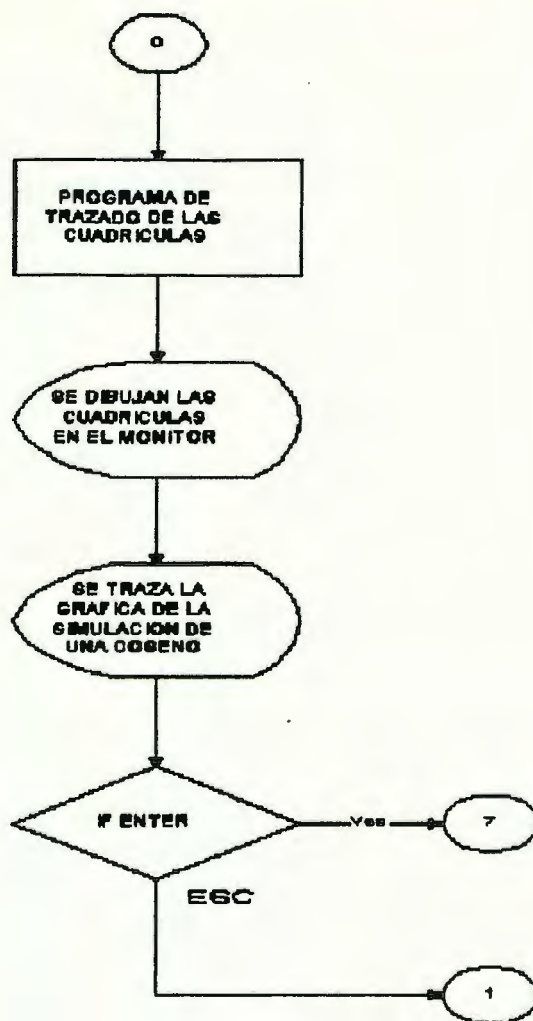 PROGRAMA DE
TRAZADO DE LAS
CUADRICULAS
SE DIBUJAN LAS
CUADRICULAS
EN EL MONITOR
SE TRAZA LA
GRAFICA DE LA
SIMULACION DE
UNA COSENO
IF ENTER
Yes
7
ESC
1